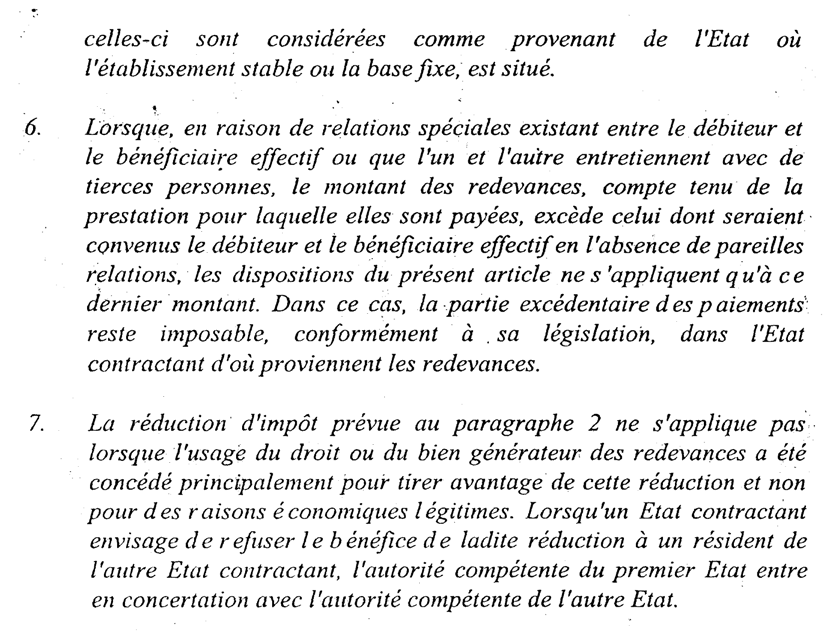 celles-ci sont considérées comme provenant de l'Etat où
l'établissement stable ou la base fixe, est situé.
6. Lorsque, en raison de relations spéciales existant entre le débiteur et
le bénéficiaire effectif ou que l'un et l'autre entretiennent avec de
tierces personnes, le montant des redevances, compte tenu de la
prestation pour laquelle elles sont payées, excède celui dont seraient
convenus le débiteur et le bénéficiaire effectif en l'absence de pareilles
relations, les dispositions du présent article ne s'appliquent qu'à ce
dernier montant. Dans ce cas, la partie excédentaire des paiements
reste imposable, conformément à sa législation, dans l'Etat
contractant d'où proviennent les redevances.
7. La réduction d'impôt prévue au paragraphe 2 ne s'applique pas
lorsque l'usage du droit ou du bien générateur des redevances a été
concédé principalement pour tirer avantage de cette réduction et non
pour des raisons économiques légitimes. Lorsqu'un Etat contractant
envisage de refuser le bénéfice de ladite réduction à un résident de
l'autre Etat contractant, l'autorité compétente du premier Etat entre
en concertation avec l'autorité compétente de l'autre Etat.